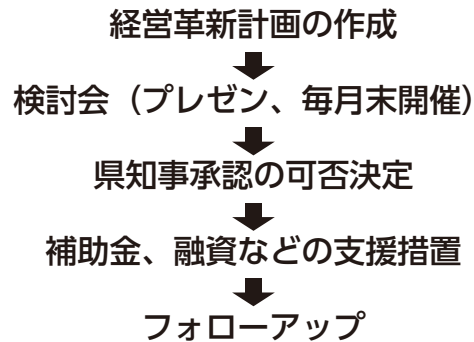 経営革新計画の作成
検討会（プレゼン、毎月末開催）
県知事承認の可否決定
補助金、融資などの支援措置
フォローアップ